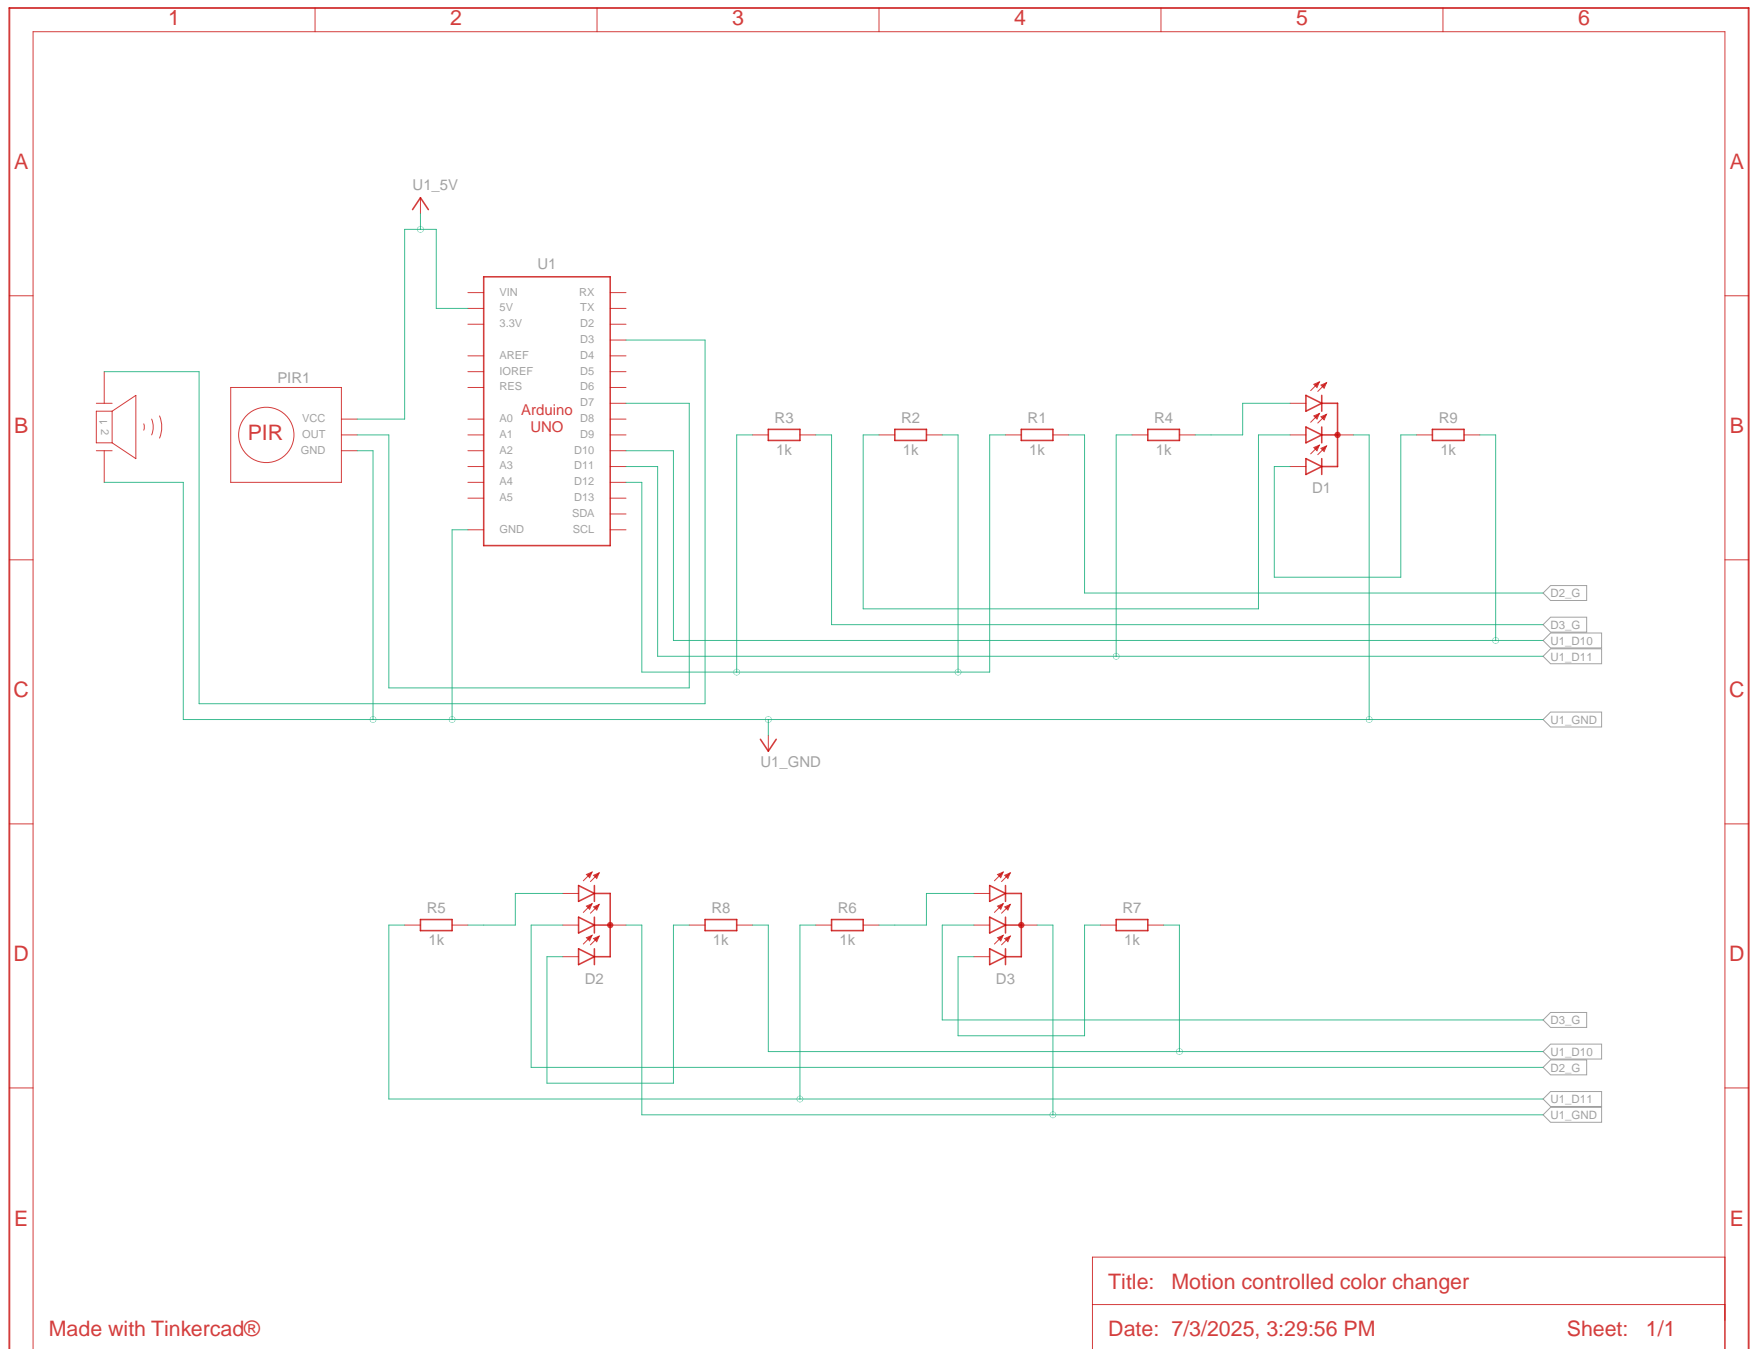 1 2 3 4 5 6
A A
U1_5V
U1
VIN RX
5V TX
3.3V D2
D3
AREF D4
IOREF D5
RES D6
D7
A0 D8
A1 D9
A2 D10
A3 D11
A4 D12
A5 D13
SDA
GND SCL
Arduino
UNO
B B
1 2
PIR1
PIR
VCC
OUT
GND
R3
1k
R2
1k
R1
1k
R4
1k
D1
R9
1k
D2_G
D3_G
U1_D10
U1_D11
C C
U1_GND
U1_GND
D D
R5
1k
D2
R8
1k
R6
1k
D3
R7
1k
D3_G
U1_D10
D2_G
U1_D11
U1_GND
E E
Title: Motion controlled color changer
Made with Tinkercad®
Date: 7/3/2025, 3:29:56 PM Sheet: 1/1